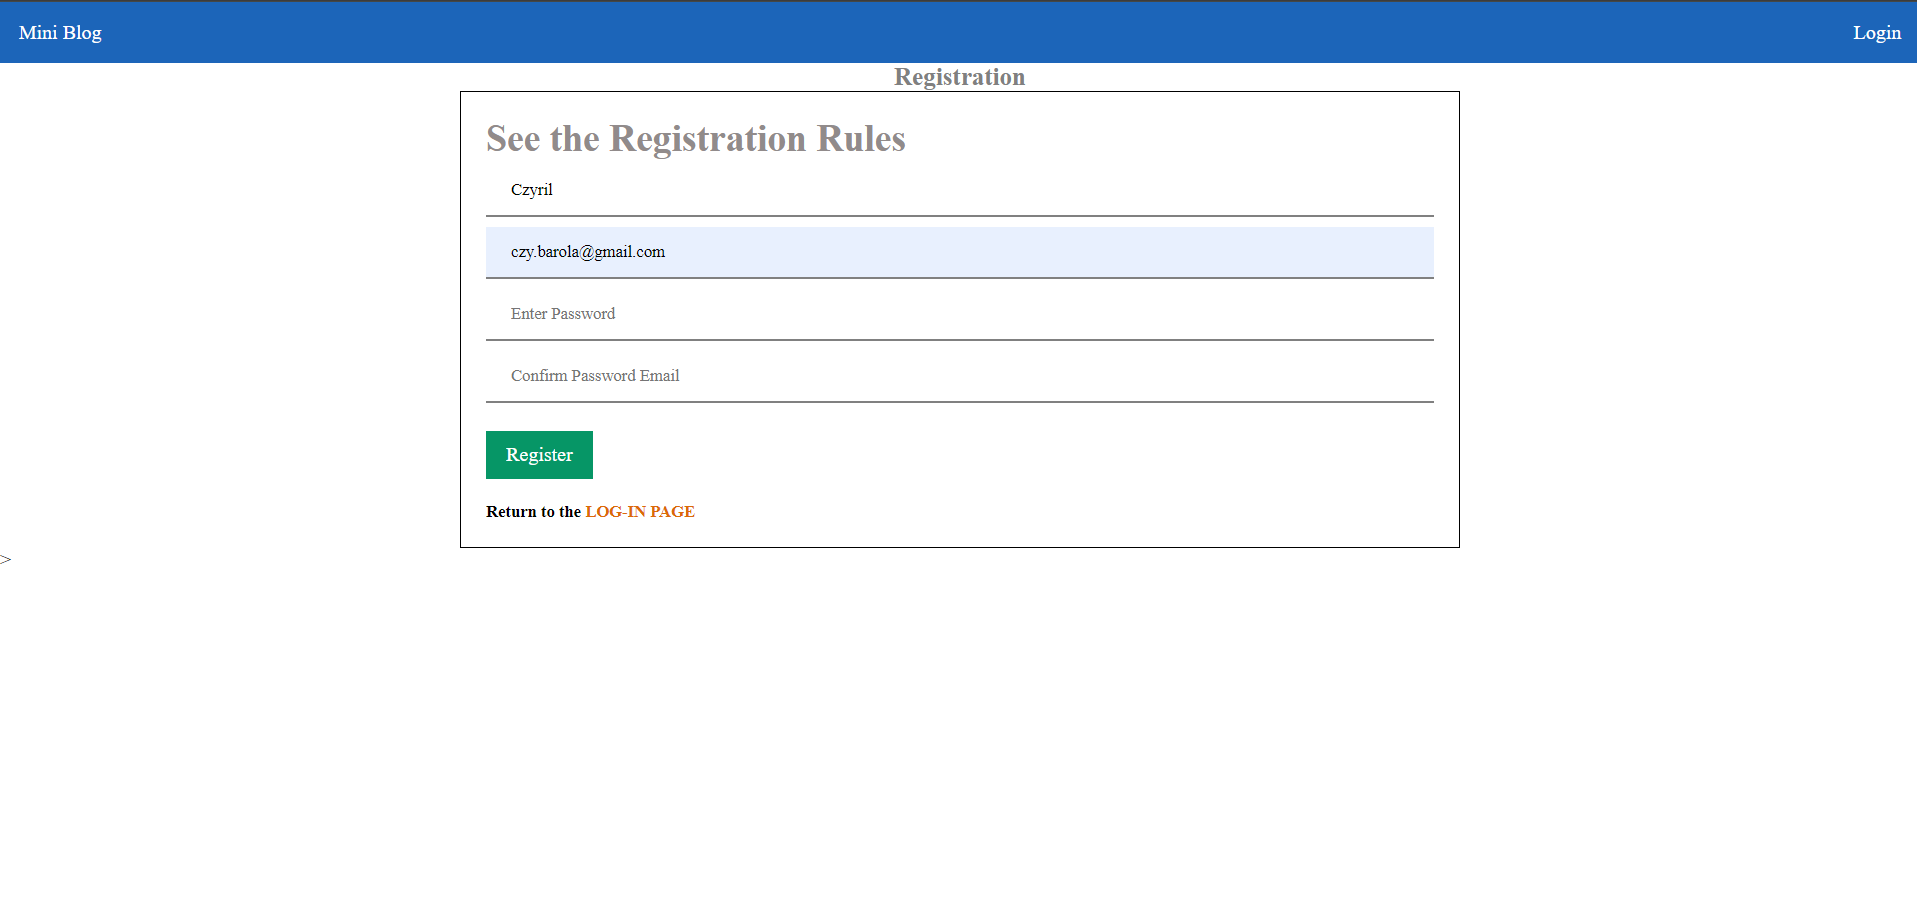 Mini Blog
Login
Registration
See the Registration Rules
Czyril
czy.barola@gmail.com
Enter Password
Confirm Password Email
Register
Return to the LOG-IN PAGE
>